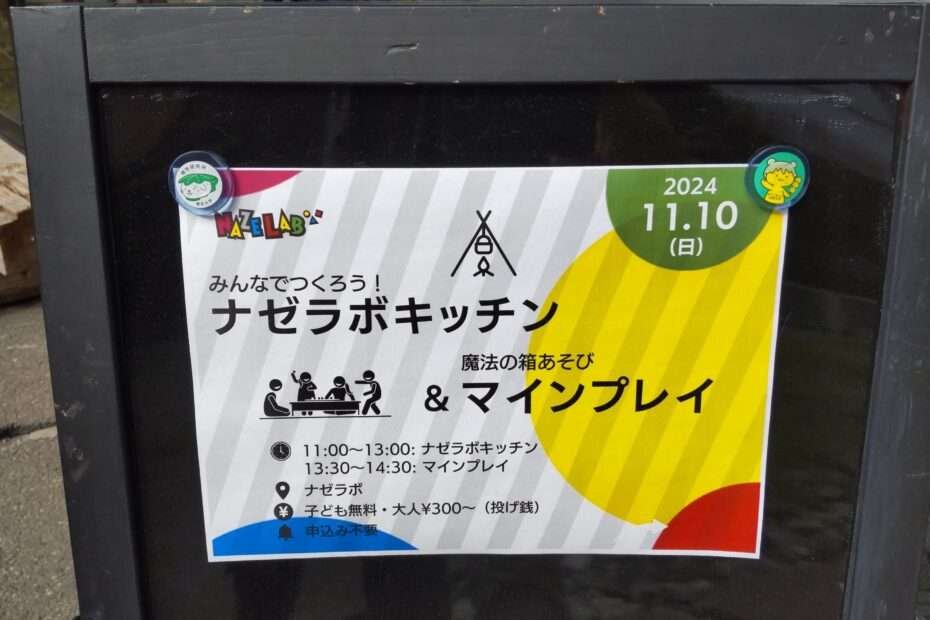 NAZE LAB
2024
11.10
(日)
みんなでつくろう!
ナゼラボキッチン
魔法の箱あそび
& マインプレイ
11:00～13:00: ナゼラボキッチン
13:30～14:30: マインプレイ
ナゼラボ
¥ 子ども無料・大人¥300～（投げ銭）
申込み不要